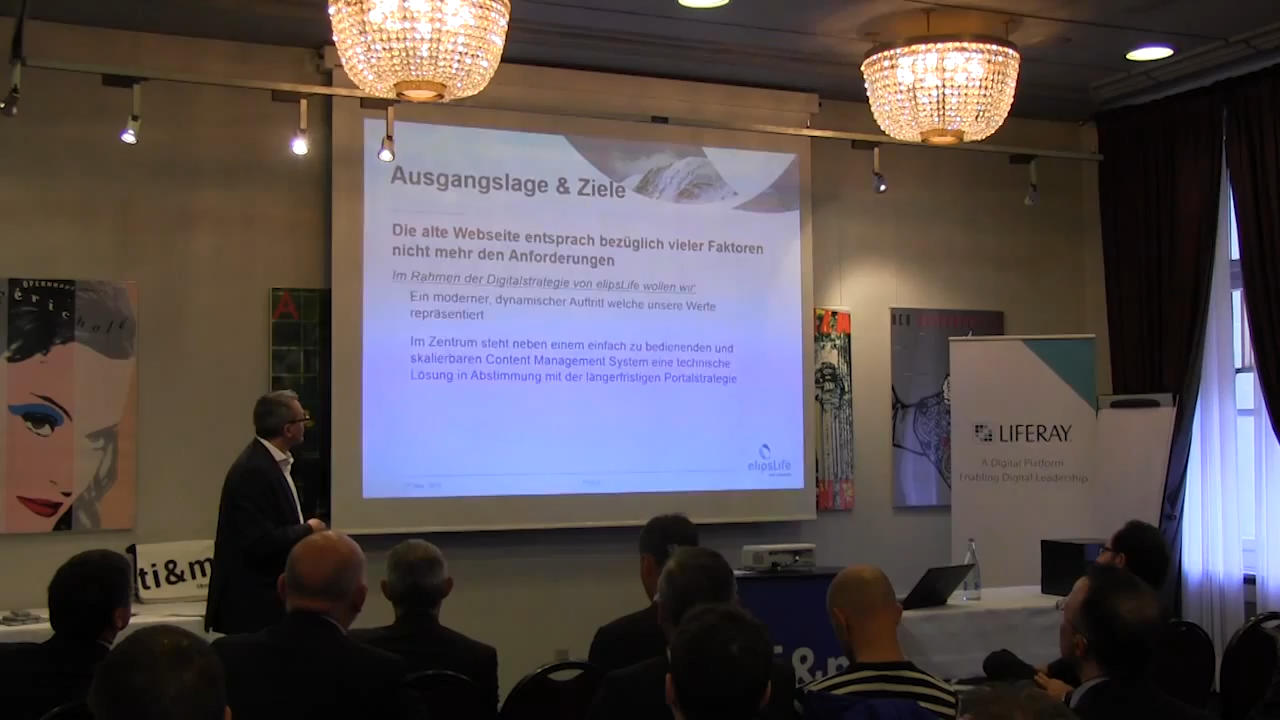 Ausgangslage & Ziele
Die alte Webseite entsprach bezüglich vieler Faktoren
nicht mehr den Anforderungen
Im Rahmen der Digitalstrategie von elipsLife wollen wir
Ein moderner, dynamischer Auftritt welche unsere Werte
repräsentiert
Im Zentrum steht neben einem einfach zu bedienenden und
skalierbaren Content Management System eine technische
Lösung in Abstimmung mit der längerfristigen Portalstrategie
elipsLife
OPERNHAUS
A
LIFERAY
A Digital Platform
Enabling Digital Leadership
ti&m